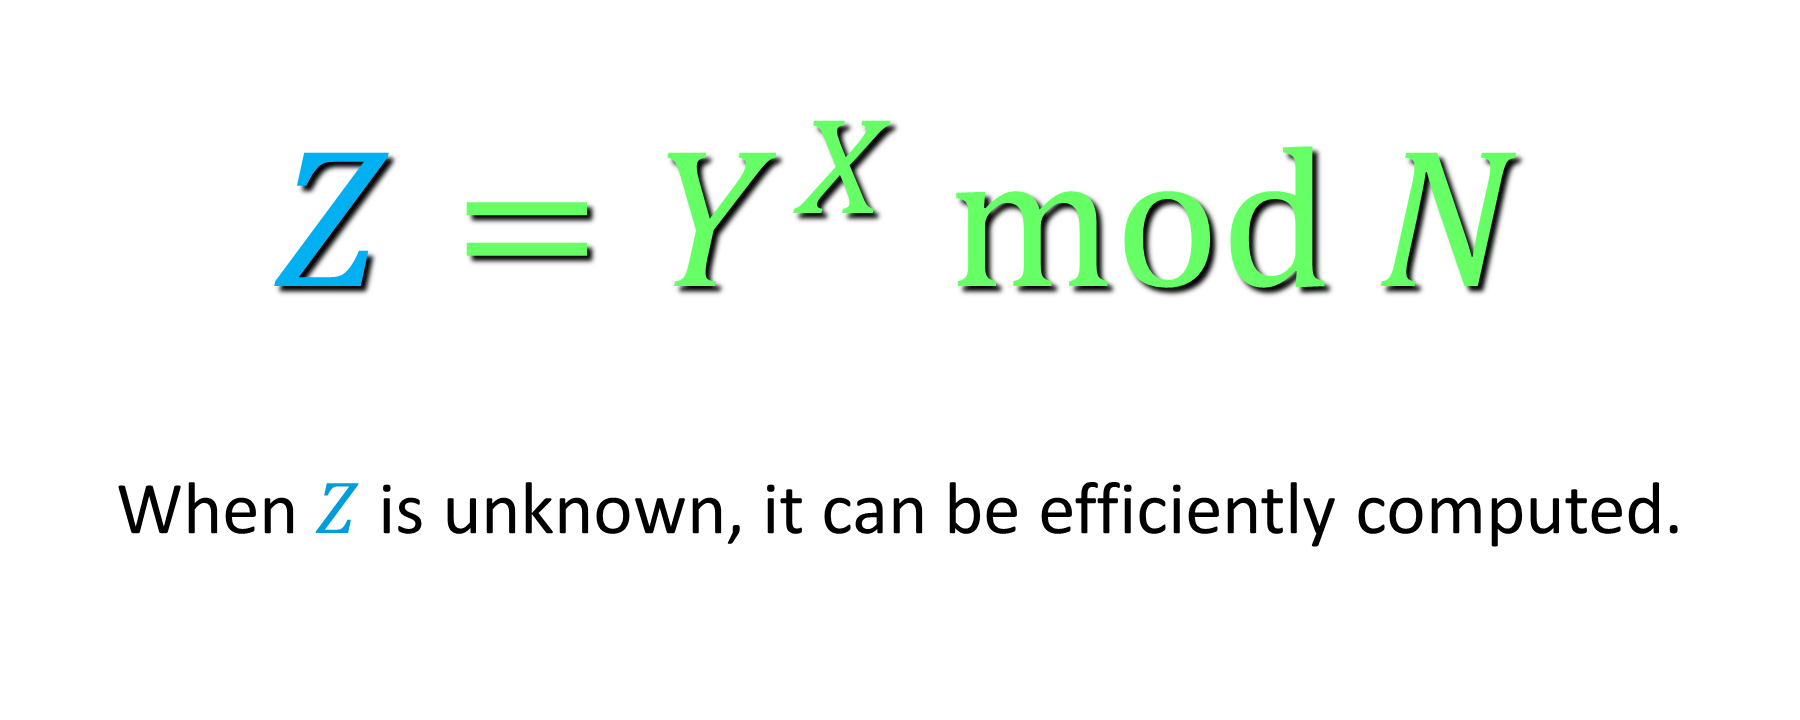 Z = Y^X mod N
When Z is unknown, it can be efficiently computed.